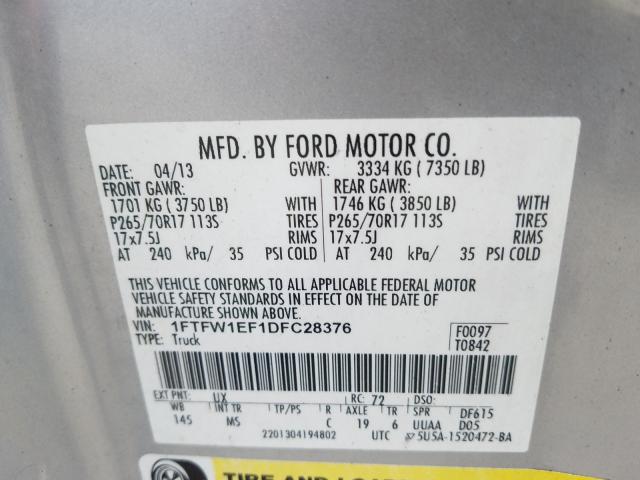 MFD. BY FORD MOTOR CO.
DATE: 04/13 GVWR: 3334 KG ( 7350 LB)
FRONT GAWR: REAR GAWR:
1701 KG ( 3750 LB) WITH 1746 KG ( 3850 LB) WITH
P265/70R17 113S TIRES P265/70R17 113S TIRES
17x7.5J RIMS 17x7.5J RIMS
AT 240 kPa/ 35 PSI COLD AT 240 kPa/ 35 PSI COLD
THIS VEHICLE CONFORMS TO ALL APPLICABLE FEDERAL MOTOR
VEHICLE SAFETY STANDARDS IN EFFECT ON THE DATE OF
MANUFACTURE SHOWN ABOVE.
VIN: 1FTFW1EF1DFC28376 F0097
TYPE: Truck T0842
EXT PNT: UX RC: 72 DSO:
WB INT TR TP/PS R AXLE TR SPR DF615
145 MS C 19 6 UUAA D05
2201304194802 UTC 5U5A-1520472-BA
TIRE AND